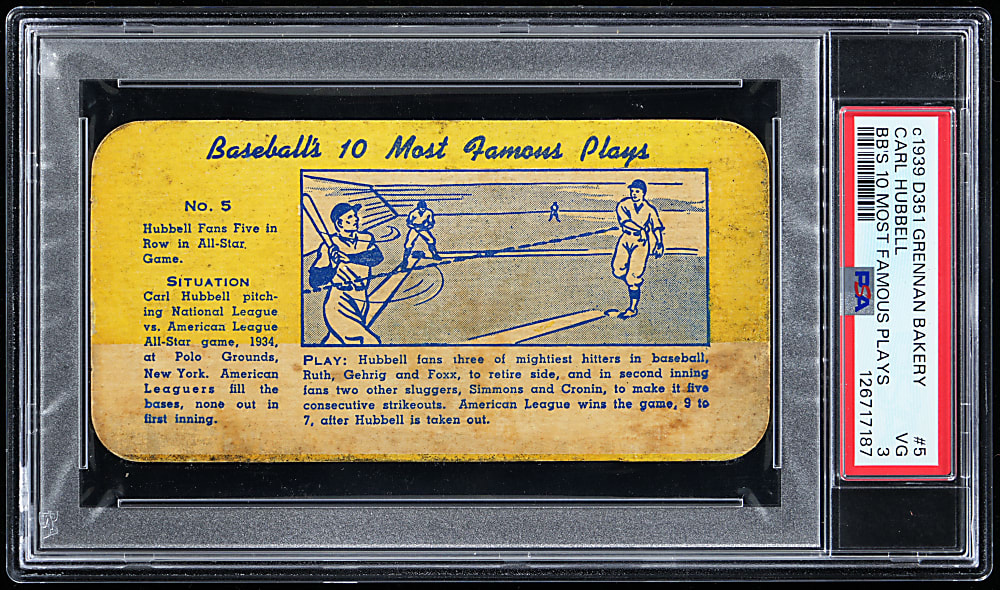 Baseball's 10 Most Famous Plays
No. 5
Hubbell Fans Five in
Row in All-Star
Game.
SITUATION
Carl Hubbell pitch-
ing National League
vs. American League
All-Star game, 1934,
at Polo Grounds,
New York. American
Leaguers fill the
bases, none out in
first inning.
PLAY: Hubbell fans three of mightiest hitters in baseball,
Ruth, Gehrig and Foxx, to retire side, and in second inning
fans two other sluggers, Simmons and Cronin, to make it five
consecutive strikeouts. American League wins the game, 9 to
7, after Hubbell is taken out.
c1939 D351 GRENNAN BAKERY #5
CARL HUBBELL VG
BB'S 10 MOST FAMOUS PLAYS 3
PSA 126717187